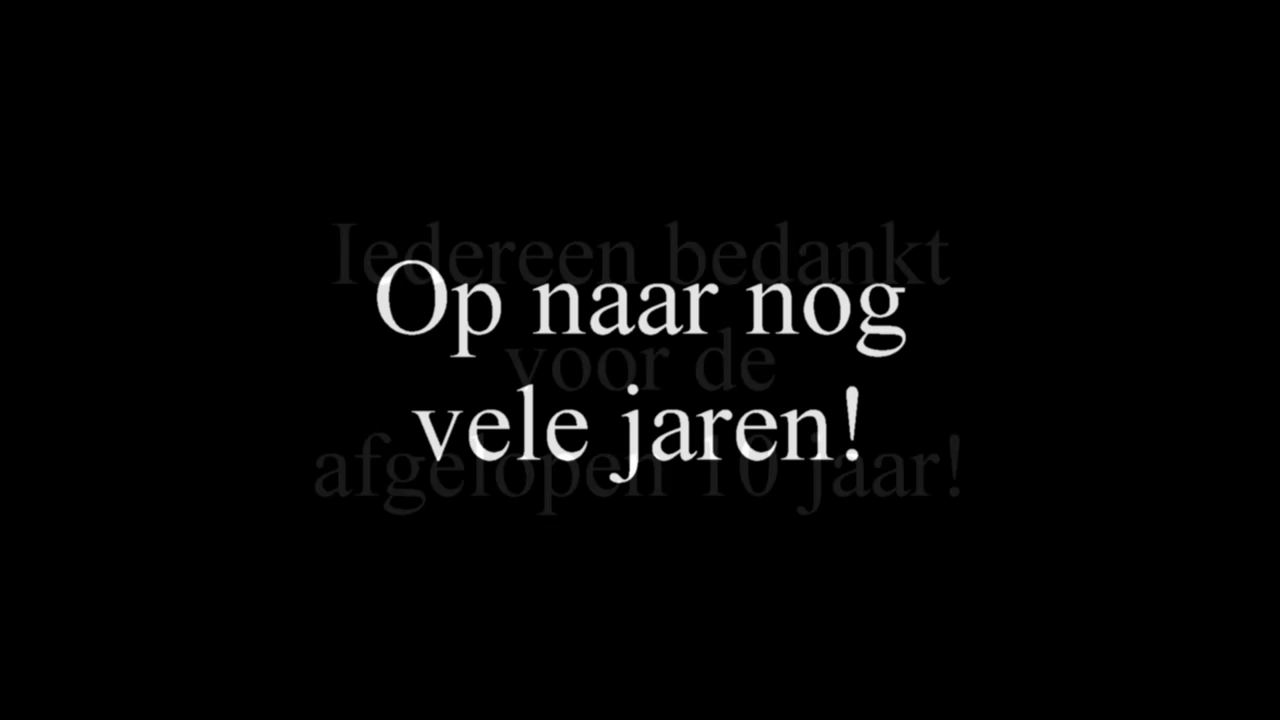 Iedereen bedankt
voor de
afgelopen 10 jaar!
Op naar nog
vele jaren!